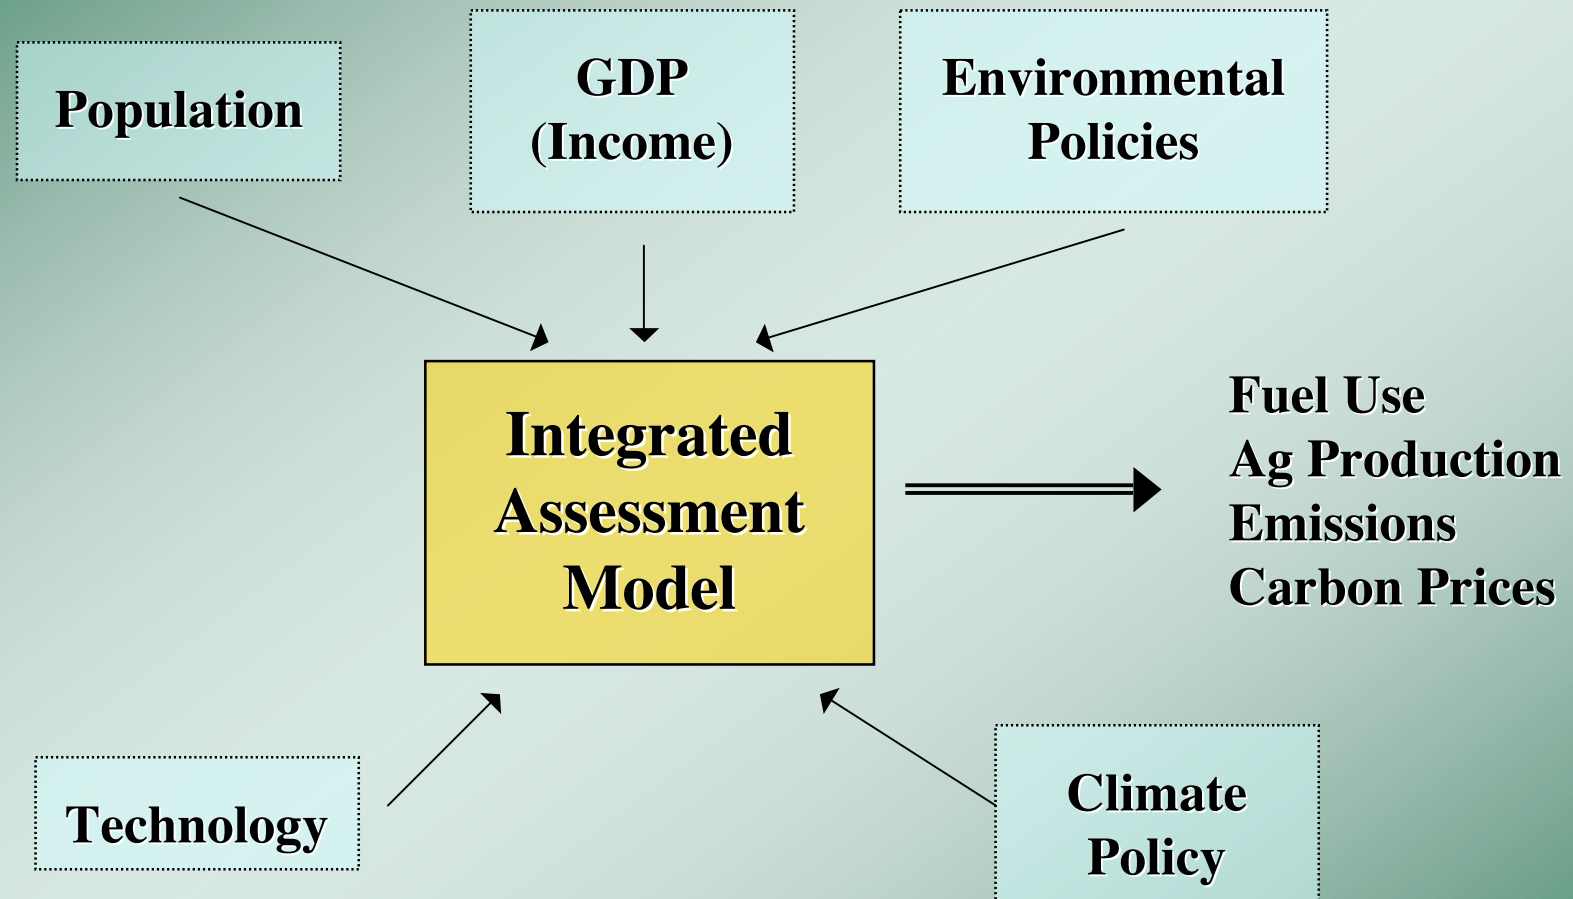 Population
GDP
(Income)
Environmental
Policies
Integrated
Assessment
Model
Fuel Use
Ag Production
Emissions
Carbon Prices
Technology
Climate
Policy